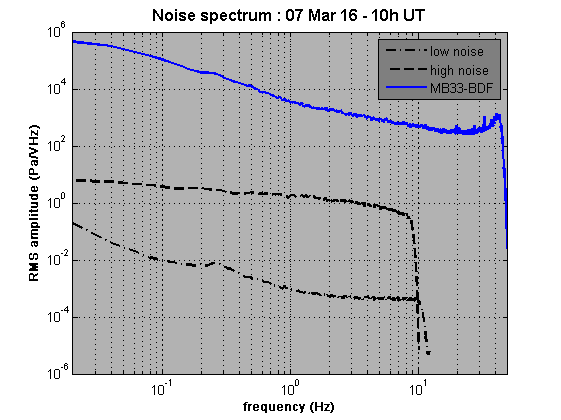 Noise spectrum : 07 Mar 16 - 10h UT
low noise
high noise
MB33-BDF
RMS amplitude (Pa/VHz)
10^6
10^4
10^2
10^0
10^-2
10^-4
10^-6
10^-1
10^0
10^1
frequency (Hz)